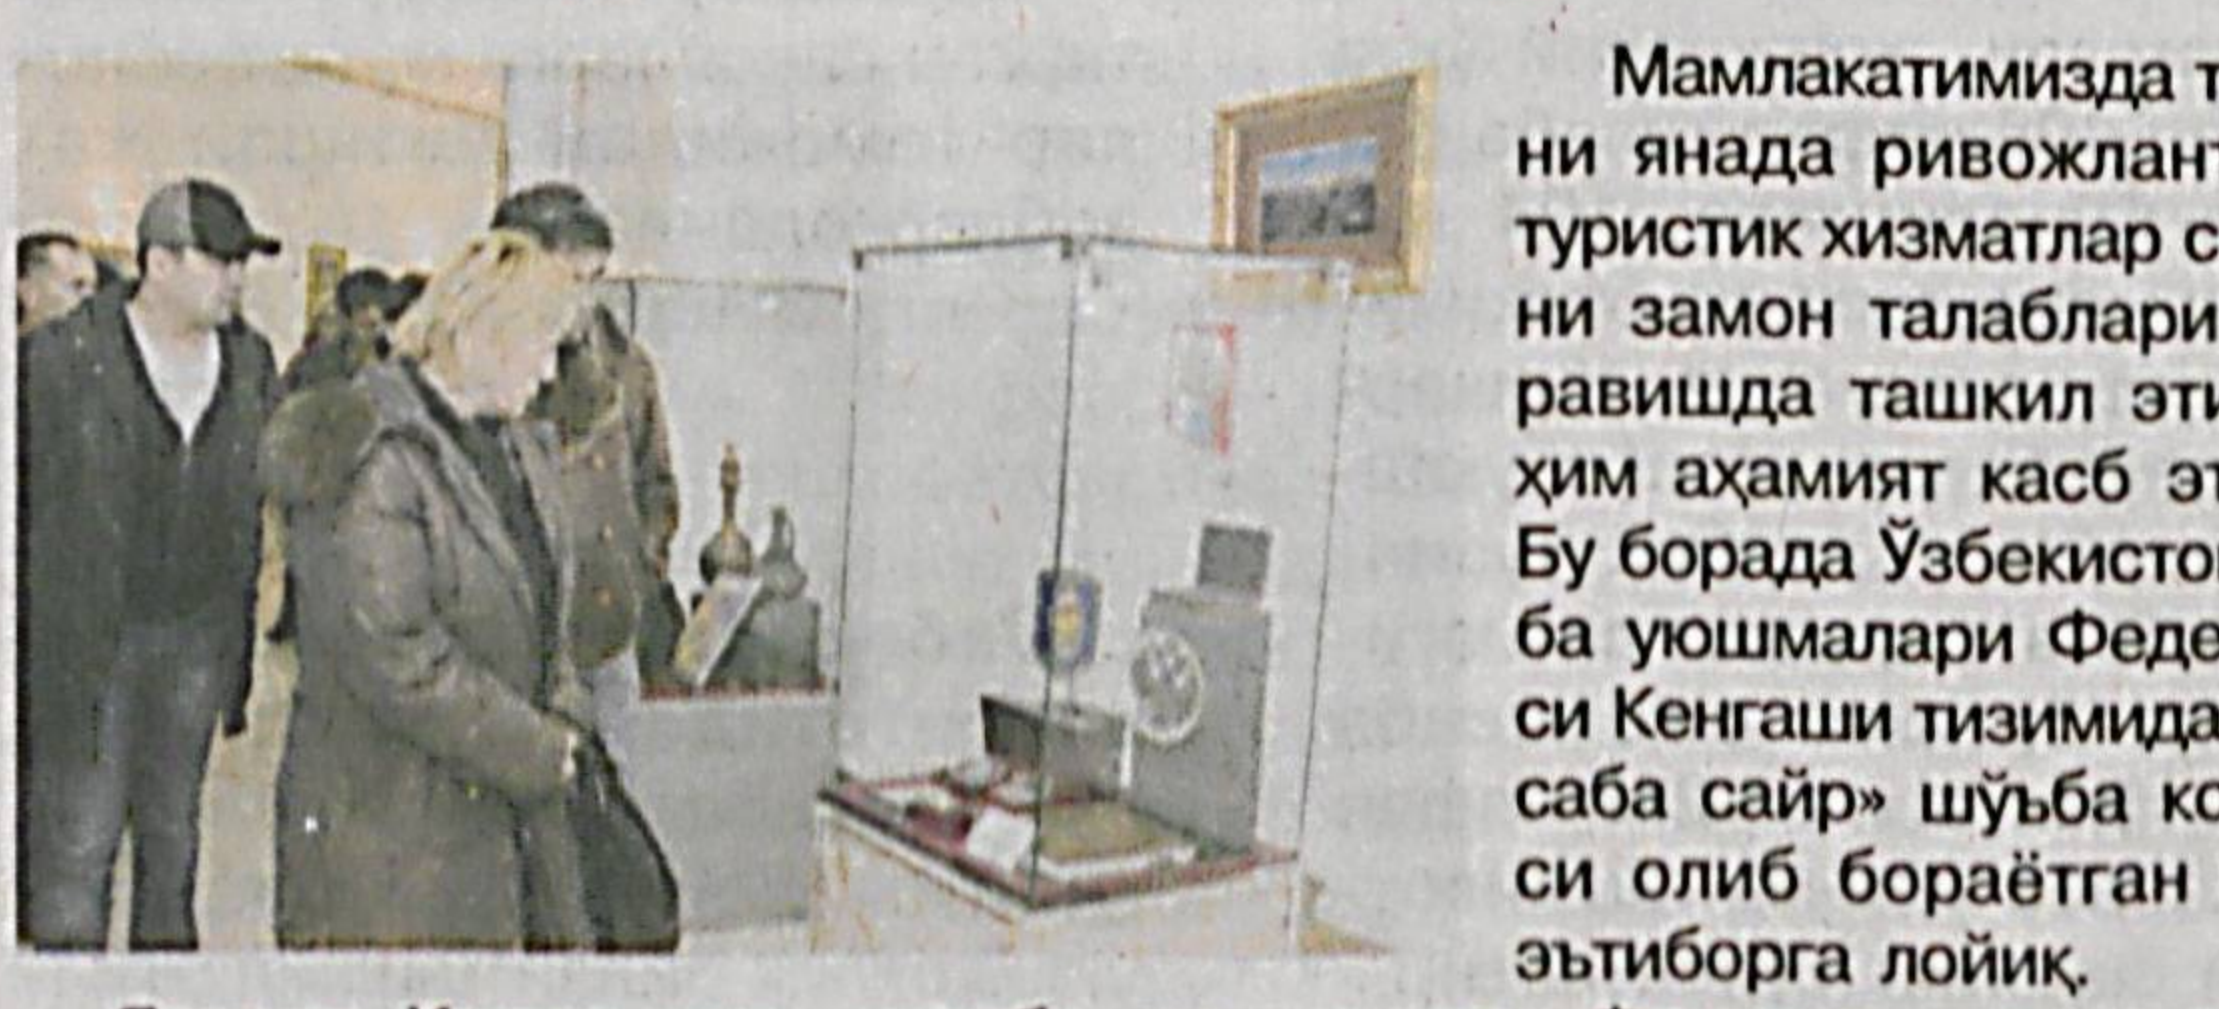 Мамлакатимизда т
ни янада ривожлант
туристик хизматлар с
ни замон талаблари
равишда ташкил эти
ҳим аҳамият касб эт
Бу борада Ўзбекистон
ба уюшмалари Феде
си Кенгаши тизимида
саба сайр» шўъба ко
си олиб бораётган
эътиборга лойиқ.